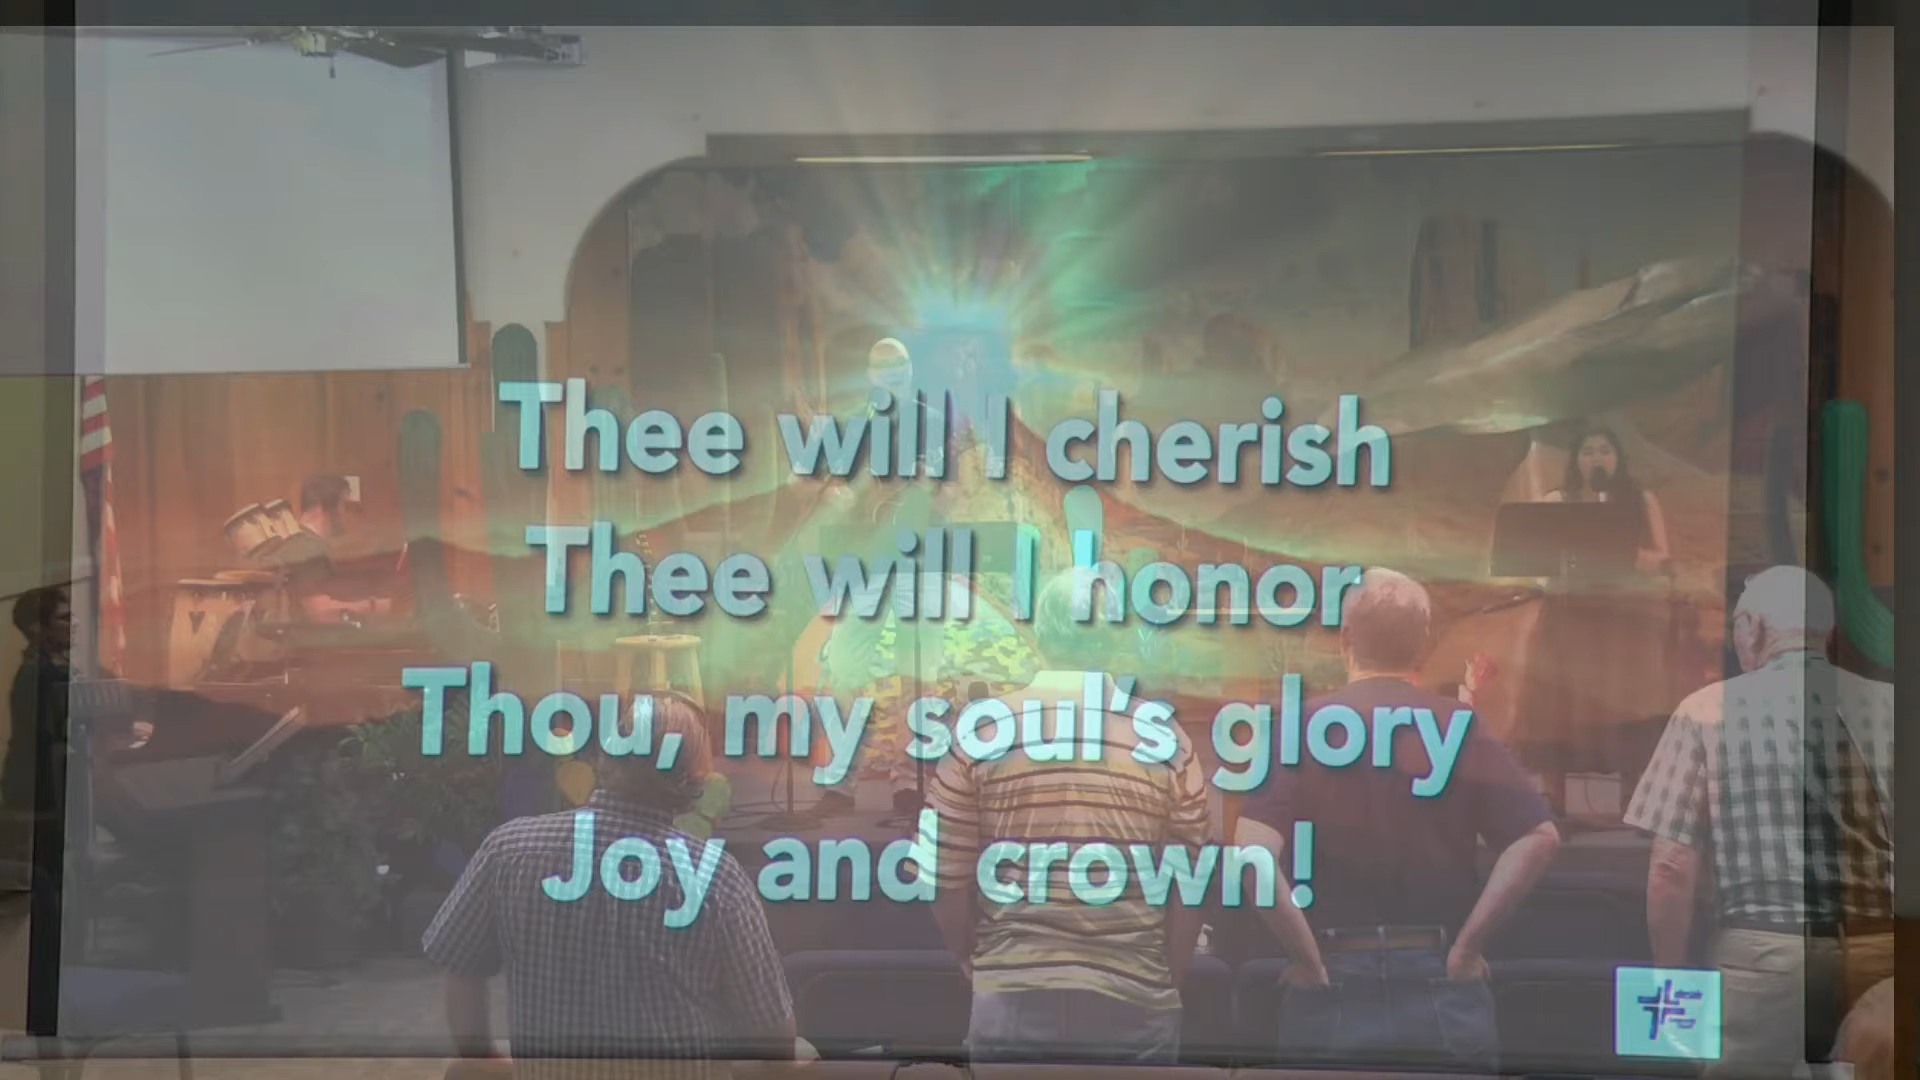 Thee will I cherish
Thee will I honor
Thou, my soul's glory
Joy and crown!